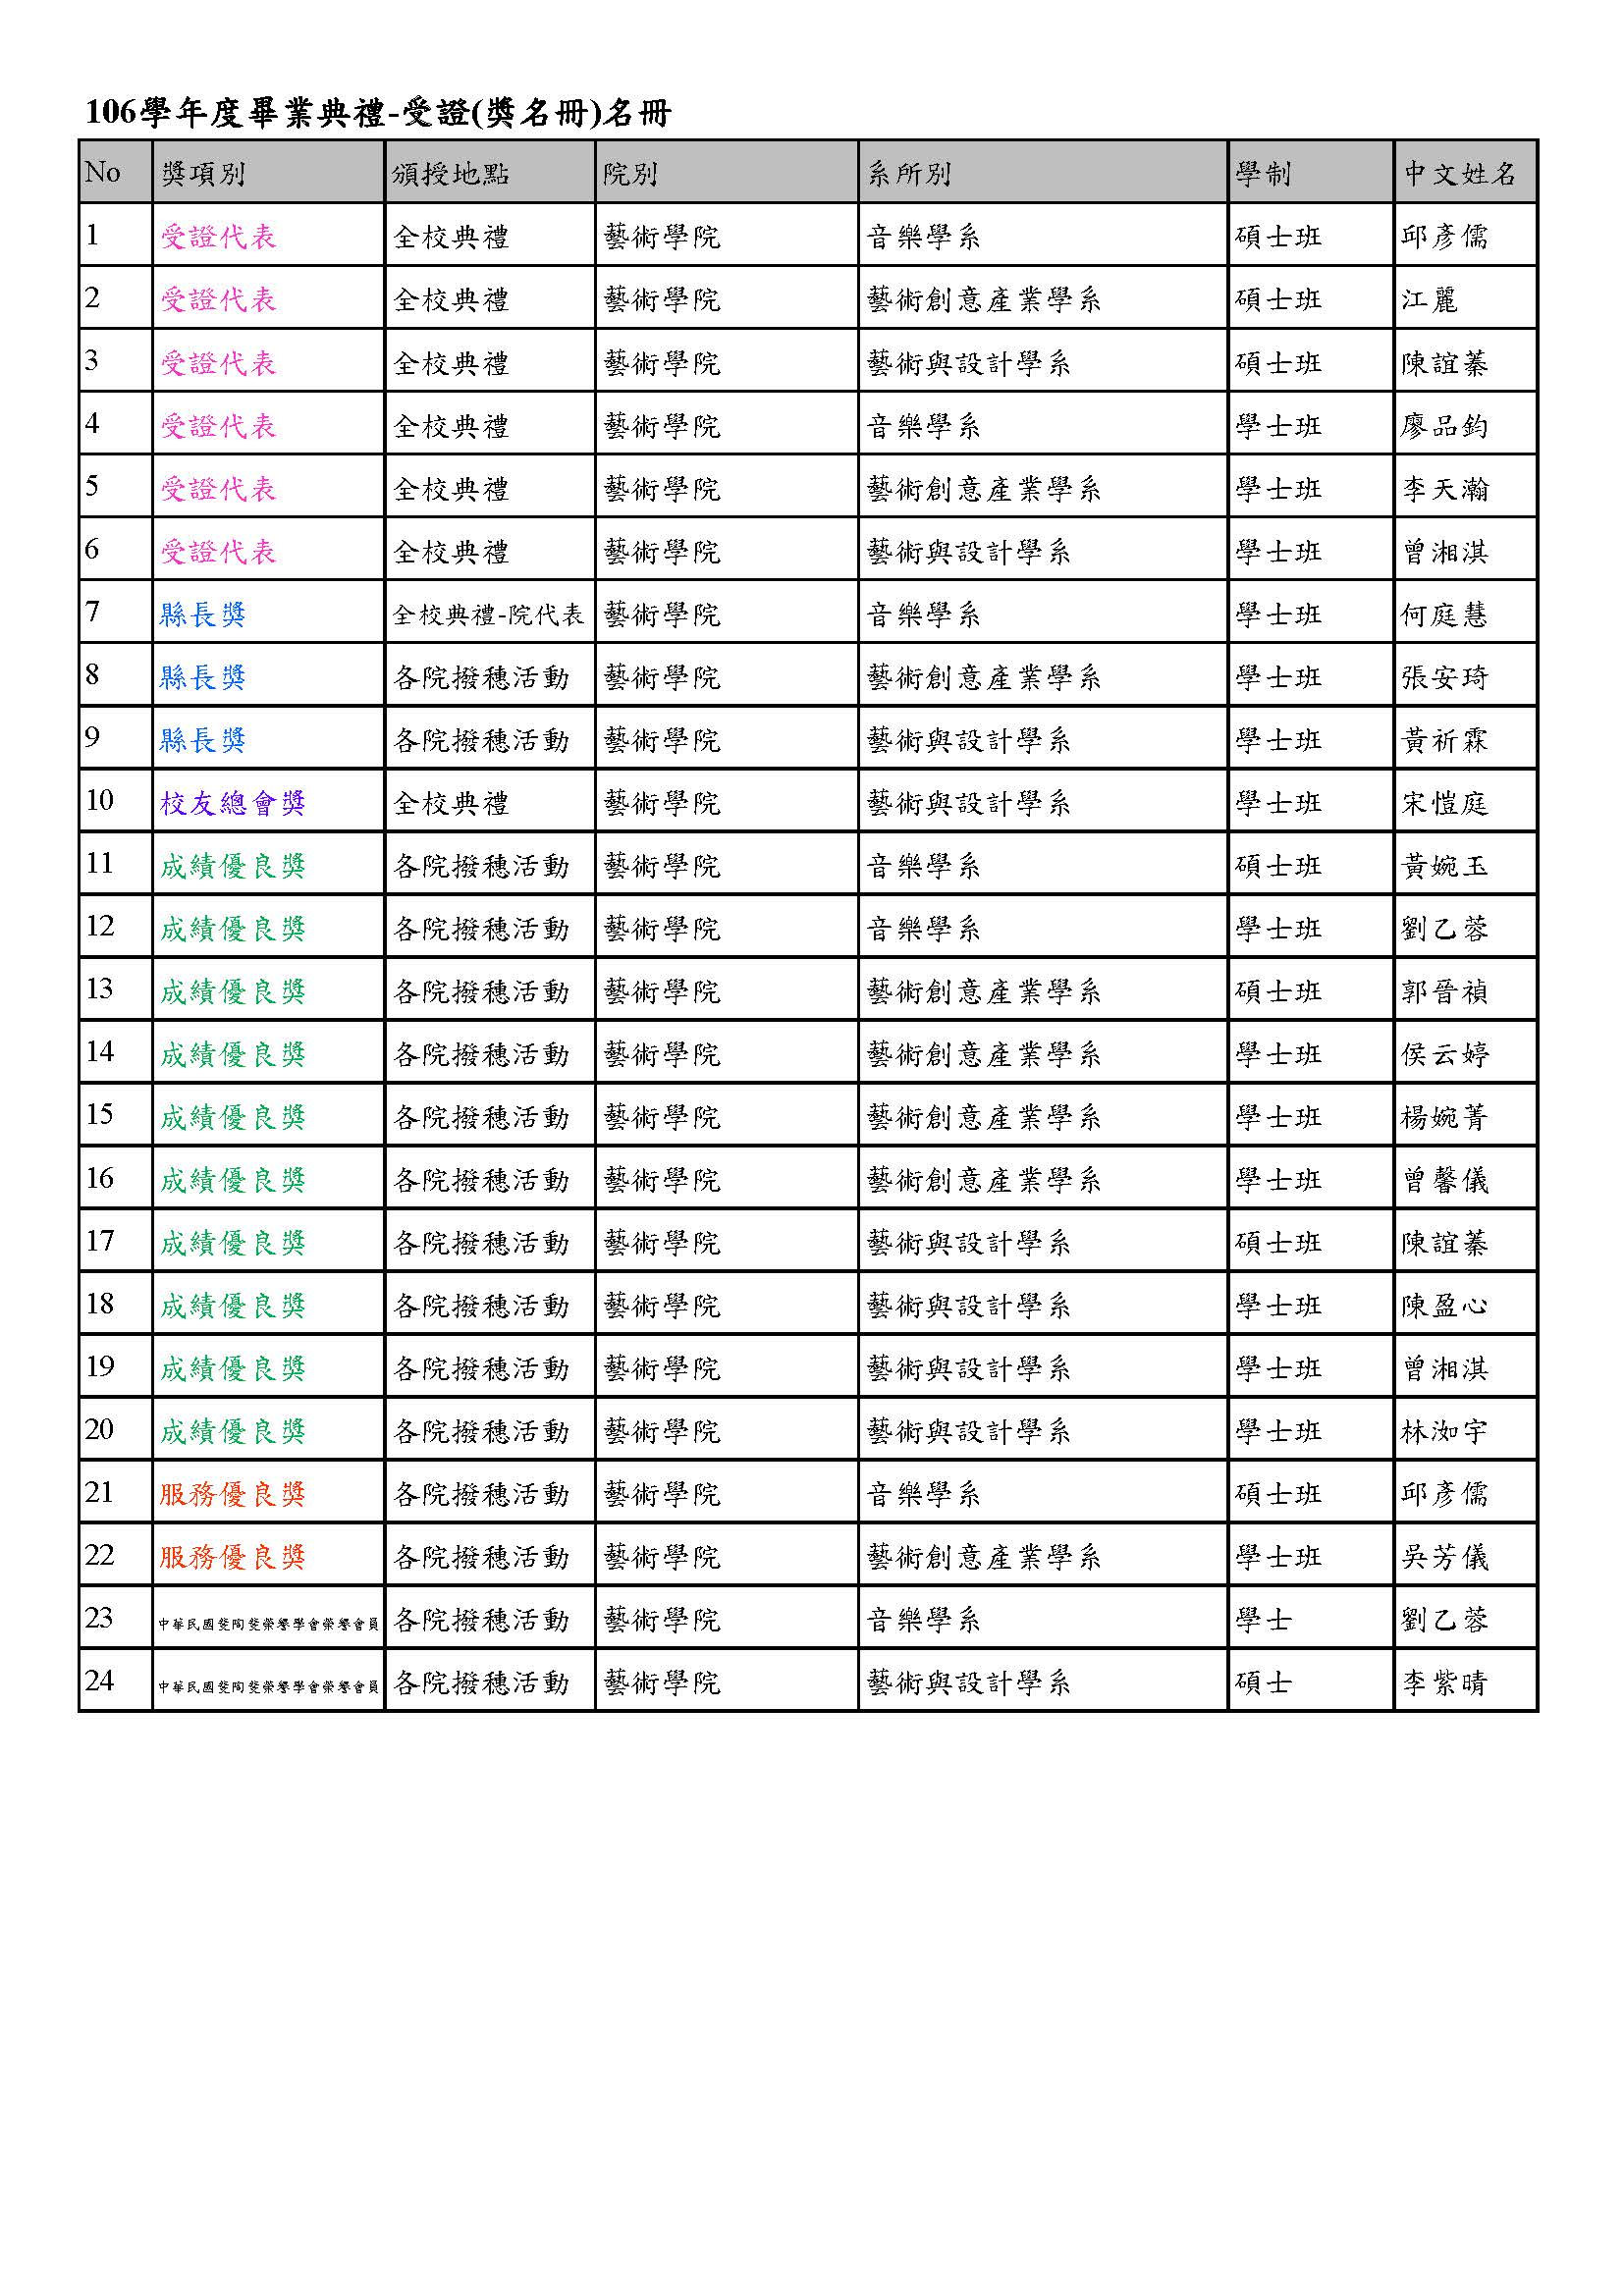 106學年度畢業典禮-受證(獎名冊)名冊
No 獎項別 頒授地點 院別 系所別 學制 中文姓名
1 受證代表 全校典禮 藝術學院 音樂學系 碩士班 邱彥儒
2 受證代表 全校典禮 藝術學院 藝術創意產業學系 碩士班 江麗
3 受證代表 全校典禮 藝術學院 藝術與設計學系 碩士班 陳誼蓁
4 受證代表 全校典禮 藝術學院 音樂學系 學士班 廖品鈞
5 受證代表 全校典禮 藝術學院 藝術創意產業學系 學士班 李天瀚
6 受證代表 全校典禮 藝術學院 藝術與設計學系 學士班 曾湘淇
7 縣長獎 全校典禮-院代表 藝術學院 音樂學系 學士班 何庭慧
8 縣長獎 各院撥穗活動 藝術學院 藝術創意產業學系 學士班 張安琦
9 縣長獎 各院撥穗活動 藝術學院 藝術與設計學系 學士班 黃祈霖
10 校友總會獎 全校典禮 藝術學院 藝術與設計學系 學士班 宋愷庭
11 成績優良獎 各院撥穗活動 藝術學院 音樂學系 碩士班 黃婉玉
12 成績優良獎 各院撥穗活動 藝術學院 音樂學系 學士班 劉乙蓉
13 成績優良獎 各院撥穗活動 藝術學院 藝術創意產業學系 碩士班 郭晉禎
14 成績優良獎 各院撥穗活動 藝術學院 藝術創意產業學系 學士班 侯云婷
15 成績優良獎 各院撥穗活動 藝術學院 藝術創意產業學系 學士班 楊婉菁
16 成績優良獎 各院撥穗活動 藝術學院 藝術創意產業學系 學士班 曾馨儀
17 成績優良獎 各院撥穗活動 藝術學院 藝術與設計學系 碩士班 陳誼蓁
18 成績優良獎 各院撥穗活動 藝術學院 藝術與設計學系 學士班 陳盈心
19 成績優良獎 各院撥穗活動 藝術學院 藝術與設計學系 學士班 曾湘淇
20 成績優良獎 各院撥穗活動 藝術學院 藝術與設計學系 學士班 林洳宇
21 服務優良獎 各院撥穗活動 藝術學院 音樂學系 碩士班 邱彥儒
22 服務優良獎 各院撥穗活動 藝術學院 藝術創意產業學系 學士班 吳芳儀
23 中華民國斐陶斐榮譽學會榮譽會員 各院撥穗活動 藝術學院 音樂學系 學士 劉乙蓉
24 中華民國斐陶斐榮譽學會榮譽會員 各院撥穗活動 藝術學院 藝術與設計學系 碩士 李紫晴